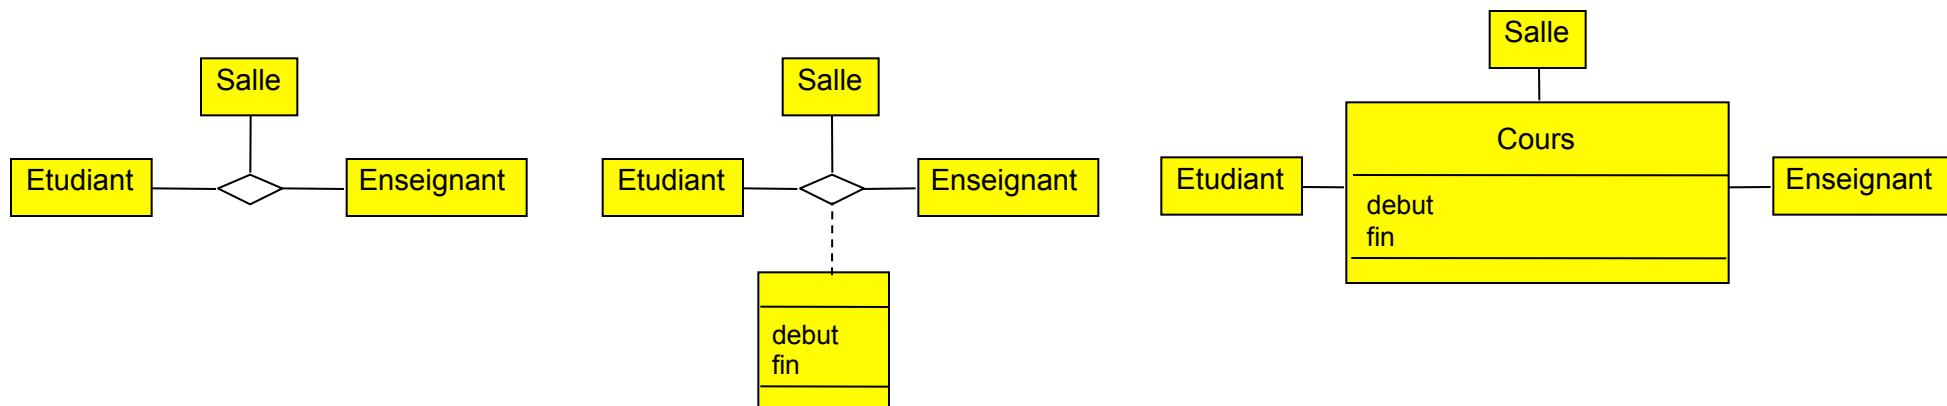 Salle
Etudiant
Enseignant
Salle
Etudiant
Enseignant
debut
fin
Salle
Cours
Etudiant
debut
fin
Enseignant